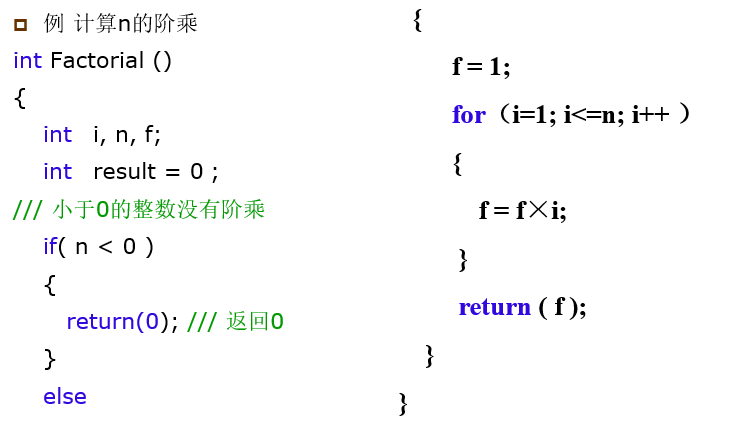 例 计算n的阶乘
int Factorial ()
{
int i, n, f;
int result = 0 ;
/// 小于0的整数没有阶乘
if( n < 0 )
{
return(0); /// 返回0
}
else
{
f = 1;
for（i=1; i<=n; i++ ）
{
f = f×i;
}
return ( f );
}
}